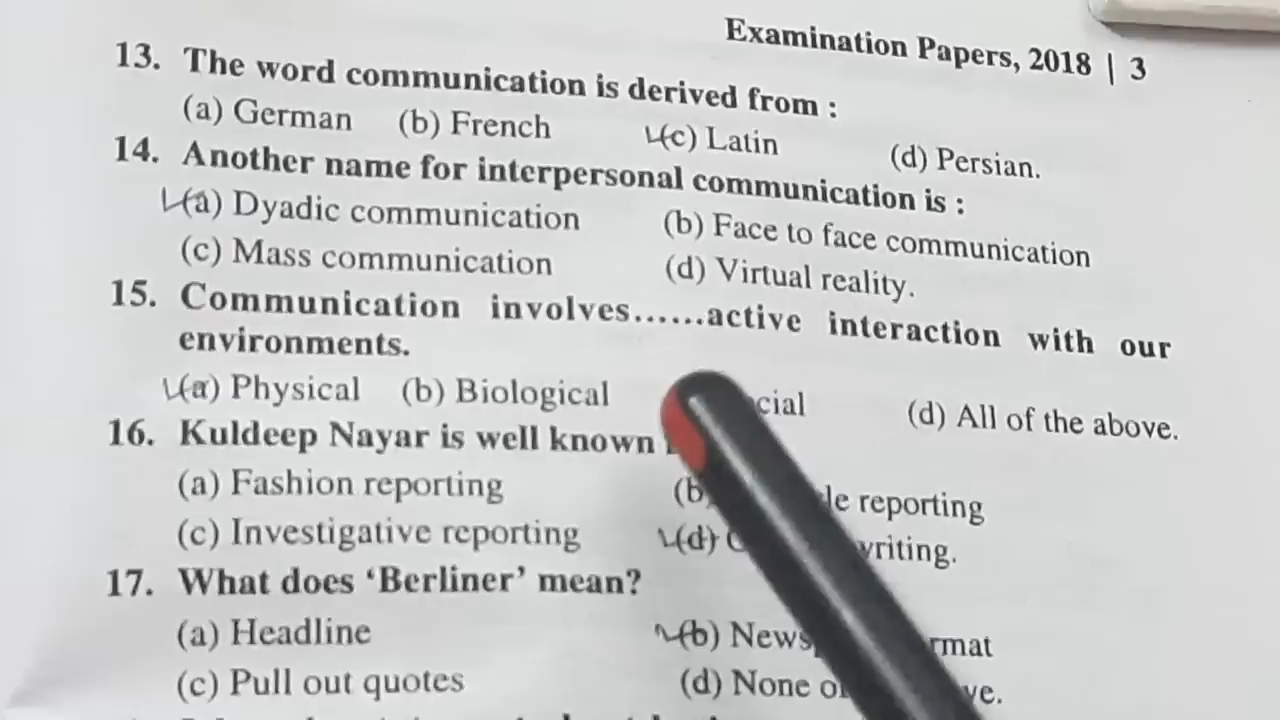 Examination Papers, 2018 | 3
13. The word communication is derived from :
(a) German (b) French (c) Latin (d) Persian.
14. Another name for interpersonal communication is :
(a) Dyadic communication (b) Face to face communication
(c) Mass communication (d) Virtual reality.
15. Communication involves......active interaction with our
environments.
(a) Physical (b) Biological cial (d) All of the above.
16. Kuldeep Nayar is well known
(a) Fashion reporting (b) le reporting
(c) Investigative reporting (d) writing.
17. What does ‘Berliner’ mean?
(a) Headline (b) News rmat
(c) Pull out quotes (d) None ve.